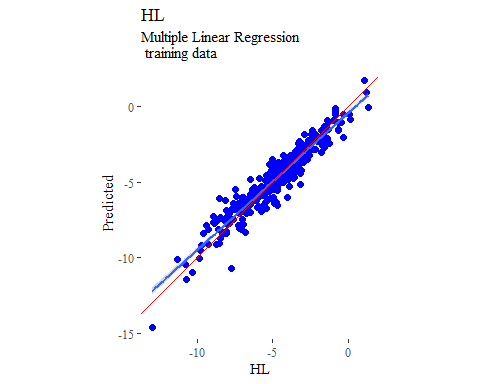 HL
Multiple Linear Regression
training data
0
-5
-10
-15
Predicted
-10
-5
0
HL